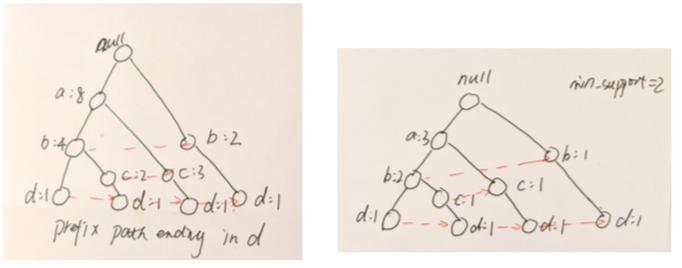 null
a:8
b:4
b:2
c:2
c:3
d:1
d:1
d:1
d:1
prefix path ending in d
null
min_support=2
a:3
b:1
b:2
c:1
c:1
d:1
d:1
d:1
d:1